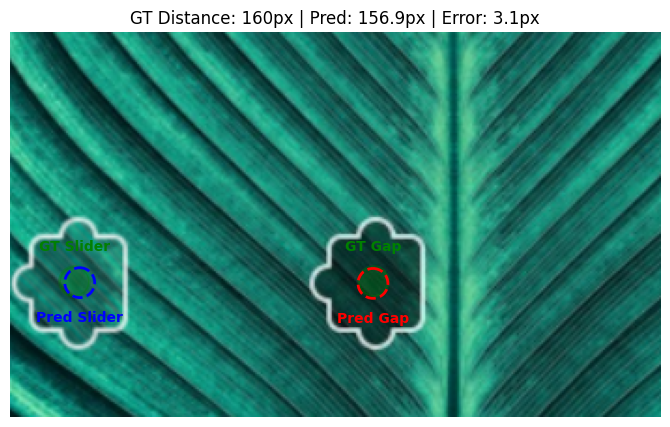 GT Distance: 160px | Pred: 156.9px | Error: 3.1px
GT Slider
GT Gap
Pred Slider
Pred Gap